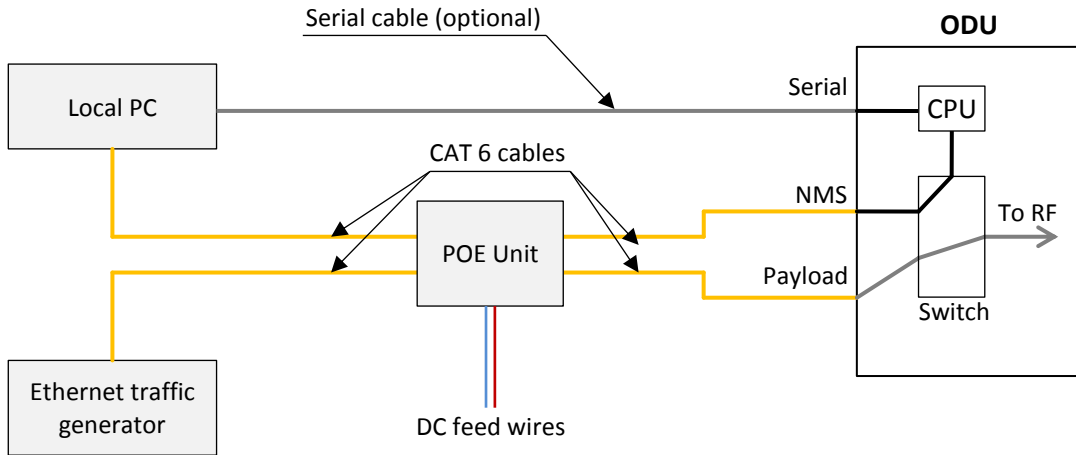 Serial cable (optional)
ODU
Local PC
Serial
CPU
CAT 6 cables
NMS
To RF
POE Unit
Payload
Switch
Ethernet traffic
generator
DC feed wires